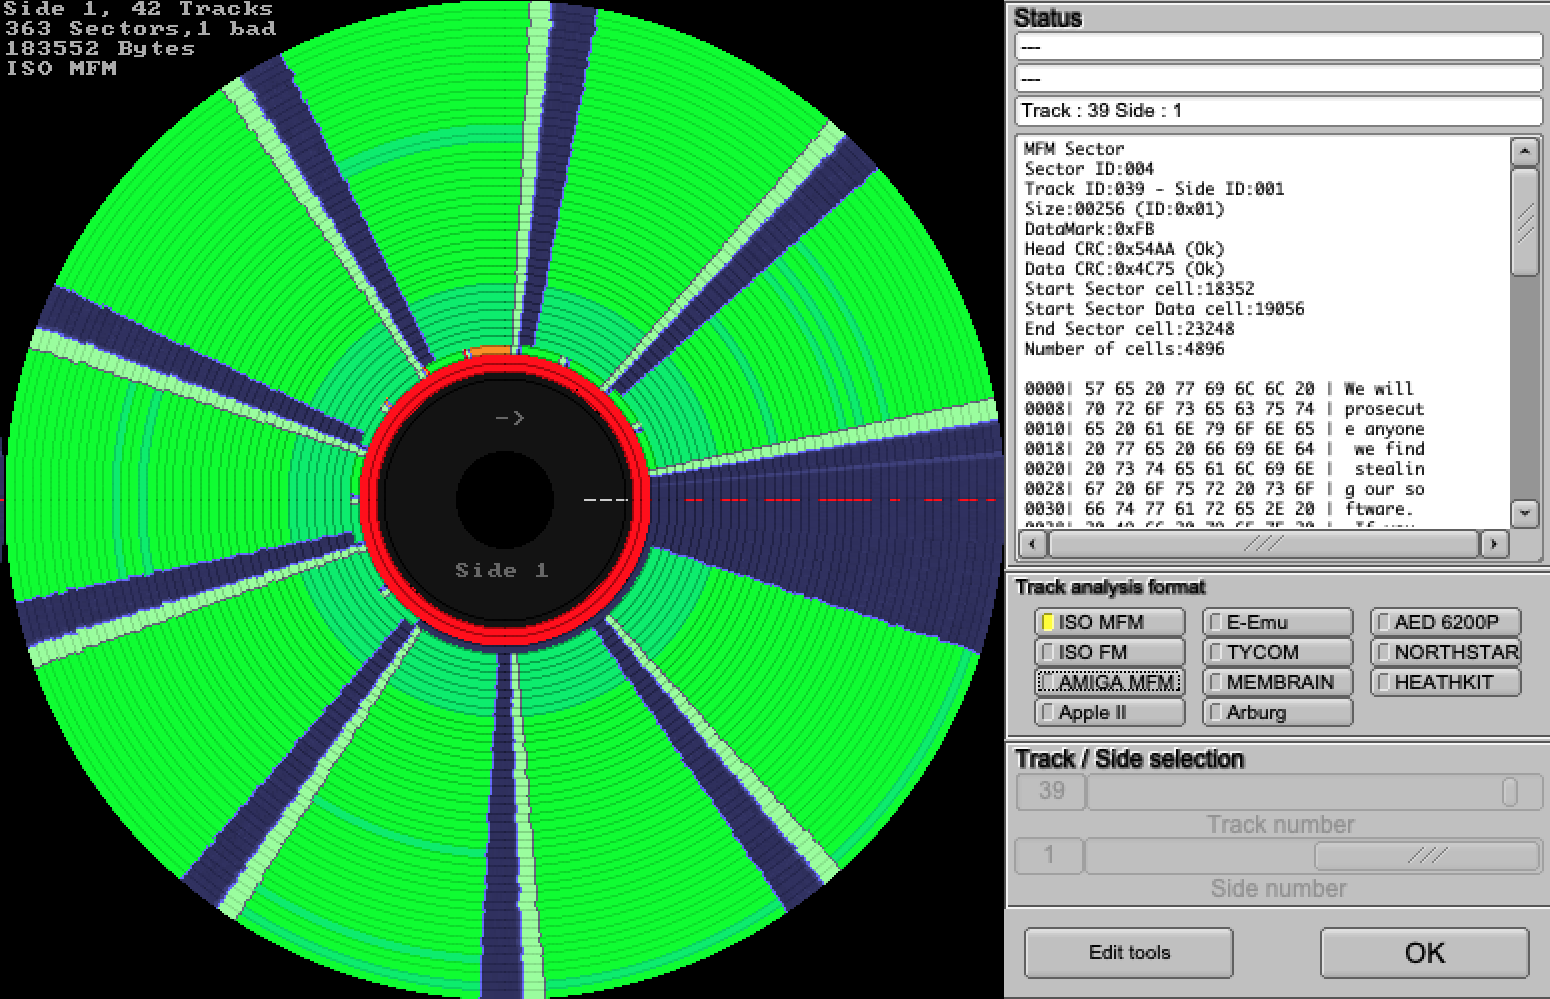 Side 1, 42 Tracks
363 Sectors,1 bad
183552 Bytes
ISO MFM
->
Side 1
Status
---
---
Track : 39 Side : 1
MFM Sector
Sector ID:004
Track ID:039 - Side ID:001
Size:00256 (ID:0x01)
DataMark:0xFB
Head CRC:0x54AA (Ok)
Data CRC:0x4C75 (Ok)
Start Sector cell:18352
Start Sector Data cell:19056
End Sector cell:23248
Number of cells:4896
0000| 57 65 20 77 69 6C 6C 20 | We will
0008| 70 72 6F 73 65 63 75 74 | prosecut
0010| 65 20 61 6E 79 6F 6E 65 | e anyone
0018| 20 77 65 20 66 69 6E 64 |  we find
0020| 20 73 74 65 61 6C 69 6E |  stealin
0028| 67 20 6F 75 72 20 73 6F | g our so
0030| 66 74 77 61 72 65 2E 20 | ftware.
Track analysis format
ISO MFM E-Emu AED 6200P
ISO FM TYCOM NORTHSTAR
AMIGA MFM MEMBRAIN HEATHKIT
Apple II Arburg
Track / Side selection
39
Track number
1
Side number
Edit tools OK